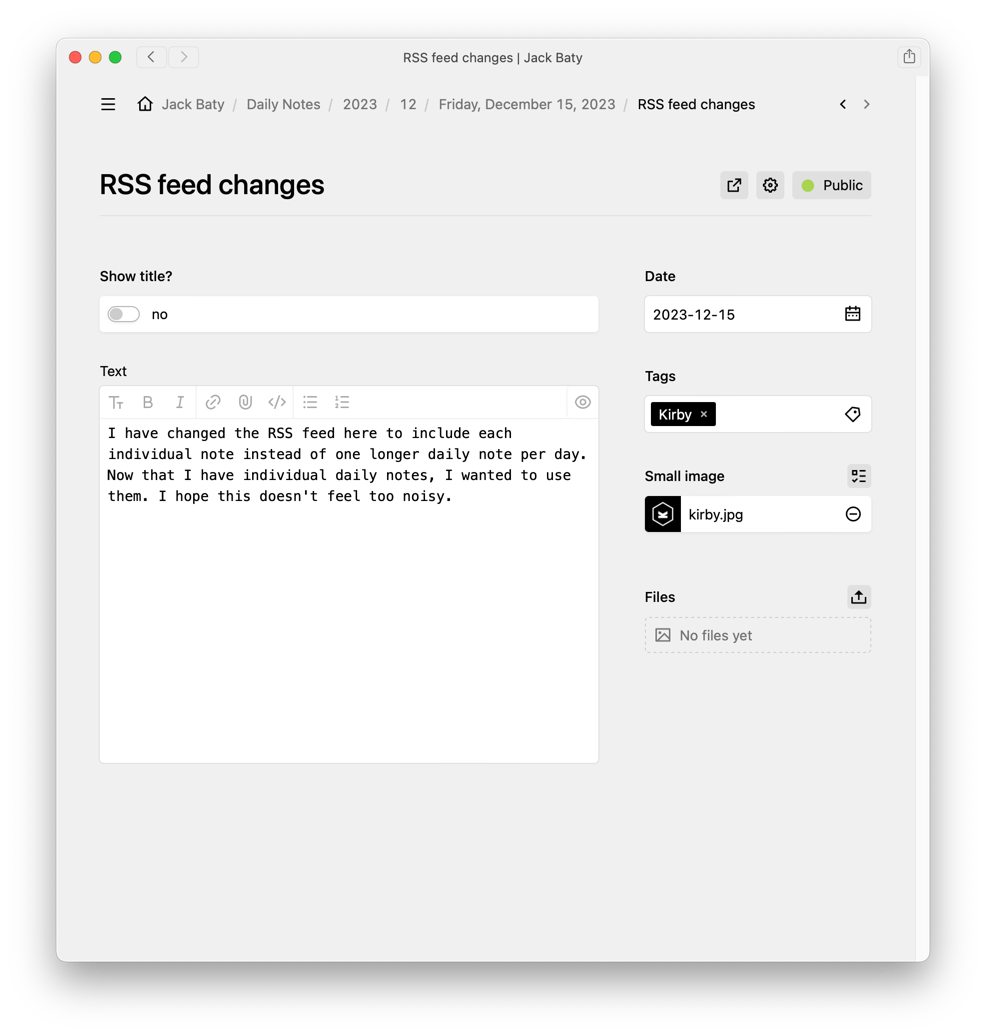 RSS feed changes | Jack Baty
Jack Baty / Daily Notes / 2023 / 12 / Friday, December 15, 2023 / RSS feed changes
RSS feed changes
Public
Show title?
no
Text
I have changed the RSS feed here to include each
individual note instead of one longer daily note per day.
Now that I have individual daily notes, I wanted to use
them. I hope this doesn't feel too noisy.
Date
2023-12-15
Tags
Kirby ×
Small image
kirby.jpg
Files
No files yet